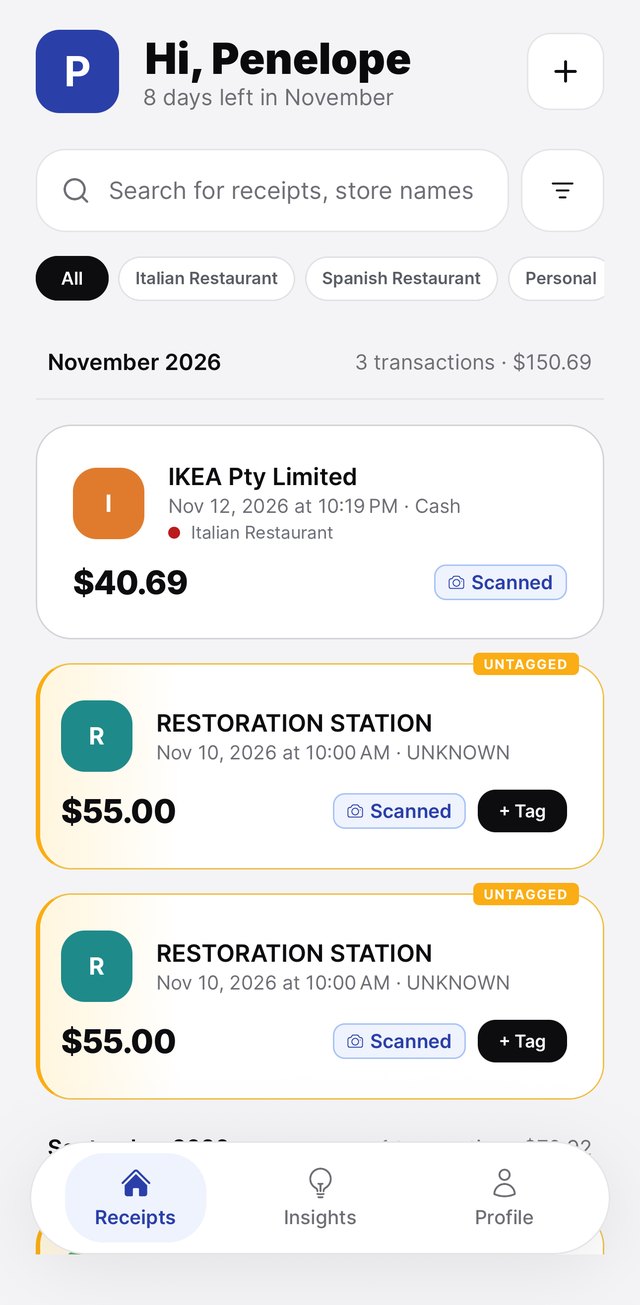 P
Hi, Penelope
8 days left in November
Search for receipts, store names
All
Italian Restaurant
Spanish Restaurant
Personal
November 2026
3 transactions · $150.69
I
IKEA Pty Limited
Nov 12, 2026 at 10:19 PM · Cash
Italian Restaurant
$40.69
Scanned
UNTAGGED
R
RESTORATION STATION
Nov 10, 2026 at 10:00 AM · UNKNOWN
$55.00
Scanned
+ Tag
UNTAGGED
R
RESTORATION STATION
Nov 10, 2026 at 10:00 AM · UNKNOWN
$55.00
Scanned
+ Tag
Receipts
Insights
Profile